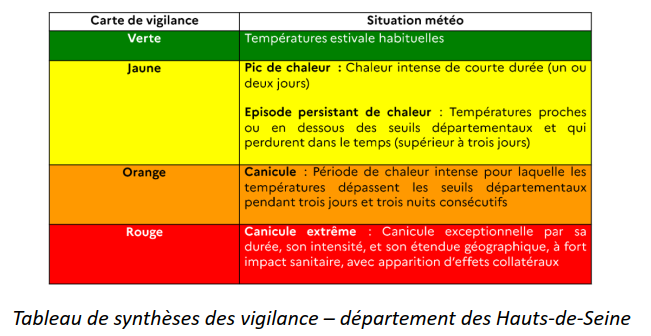 Carte de vigilance Situation météo
Verte Températures estivale habituelles
Jaune Pic de chaleur : Chaleur intense de courte durée (un ou
deux jours)
Episode persistant de chaleur : Températures proches
ou en dessous des seuils départementaux et qui
perdurent dans le temps (supérieur à trois jours)
Orange Canicule : Période de chaleur intense pour laquelle les
températures dépassent les seuils départementaux
pendant trois jours et trois nuits consécutifs
Rouge Canicule extrême : Canicule exceptionnelle par sa
durée, son intensité, et son étendue géographique, à fort
impact sanitaire, avec apparition d'effets collatéraux
Tableau de synthèses des vigilance – département des Hauts-de-Seine